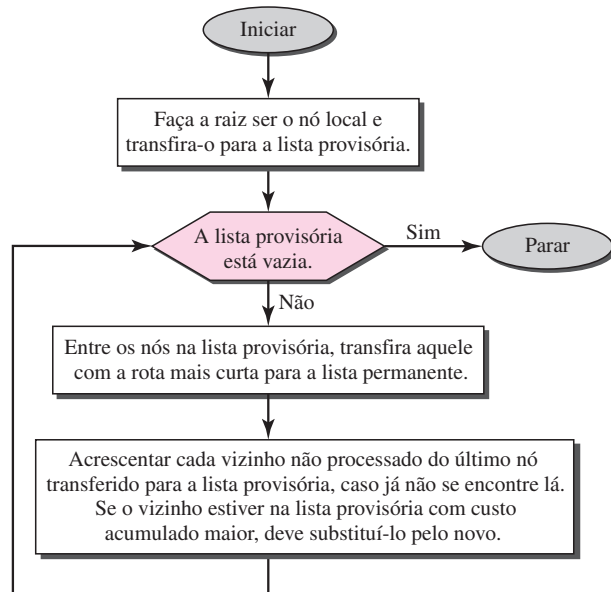 Iniciar
Faça a raiz ser o nó local e
transfira-o para a lista provisória.
A lista provisória
está vazia.
Sim
Parar
Não
Entre os nós na lista provisória, transfira aquele
com a rota mais curta para a lista permanente.
Acrescentar cada vizinho não processado do último nó
transferido para a lista provisória, caso já não se encontre lá.
Se o vizinho estiver na lista provisória com custo
acumulado maior, deve substituí-lo pelo novo.